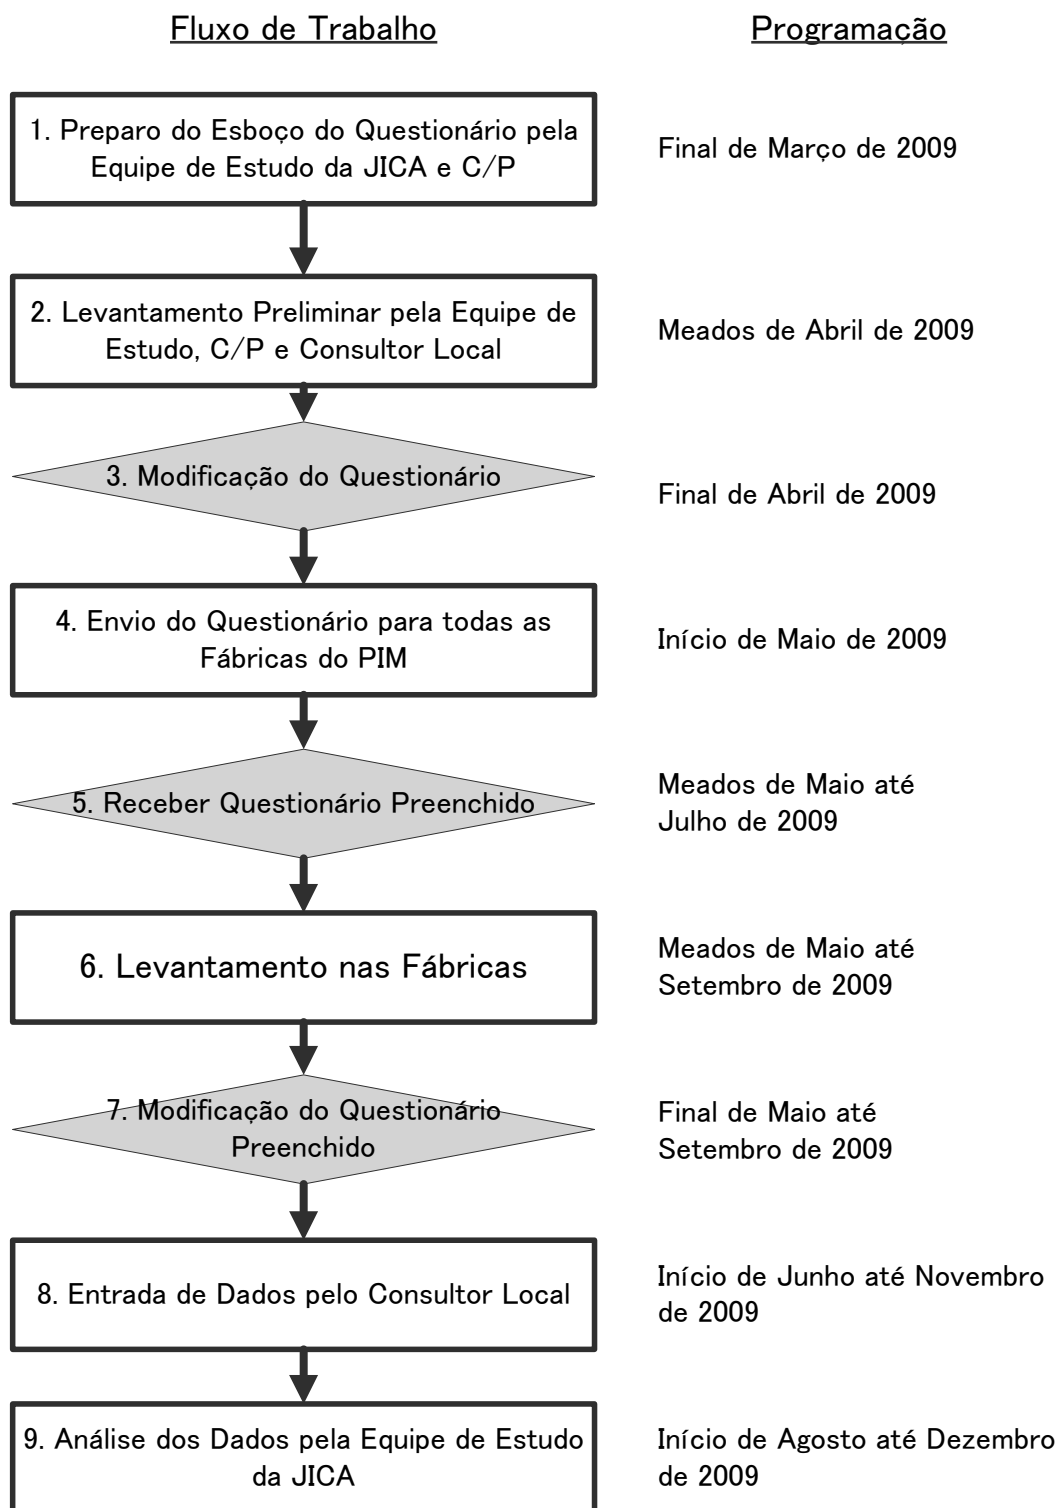 Fluxo de Trabalho
Programação
1. Preparo do Esboço do Questionário pela
Equipe de Estudo da JICA e C/P
Final de Março de 2009
2. Levantamento Preliminar pela Equipe de
Estudo, C/P e Consultor Local
Meados de Abril de 2009
3. Modificação do Questionário
Final de Abril de 2009
4. Envio do Questionário para todas as
Fábricas do PIM
Início de Maio de 2009
5. Receber Questionário Preenchido
Meados de Maio até
Julho de 2009
6. Levantamento nas Fábricas
Meados de Maio até
Setembro de 2009
7. Modificação do Questionário
Preenchido
Final de Maio até
Setembro de 2009
8. Entrada de Dados pelo Consultor Local
Início de Junho até Novembro
de 2009
9. Análise dos Dados pela Equipe de Estudo
da JICA
Início de Agosto até Dezembro
de 2009